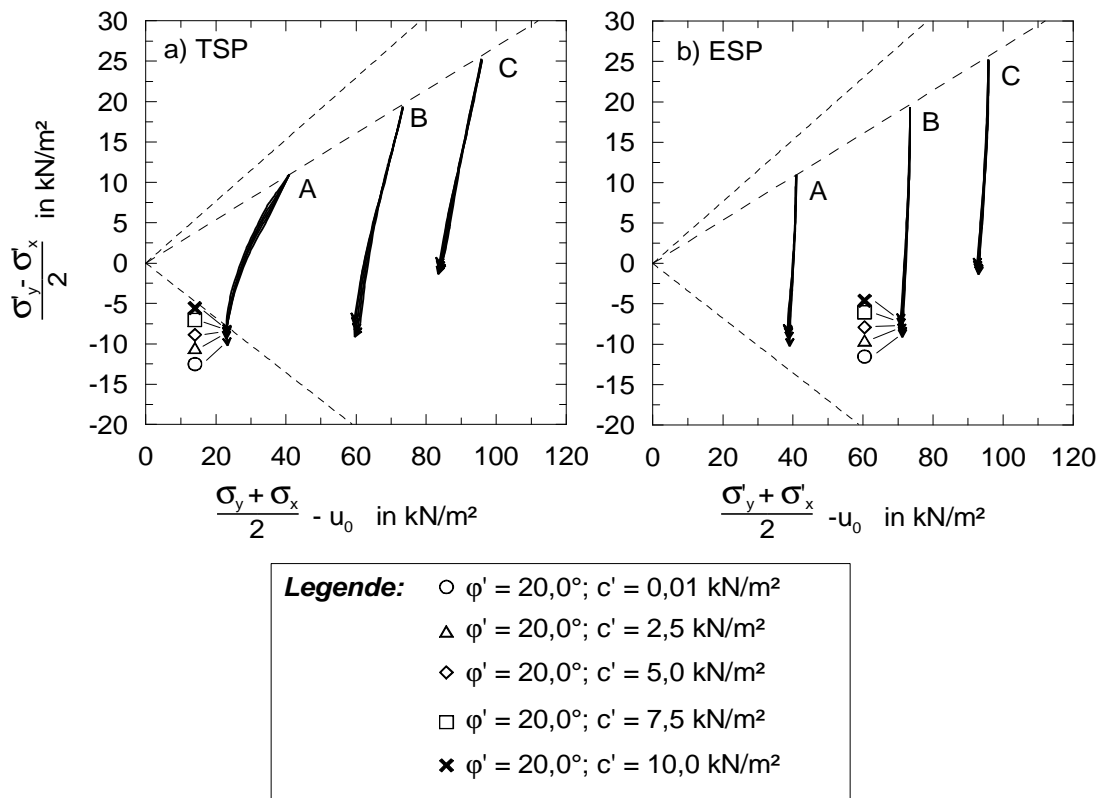 a) TSP
b) ESP
30
25
20
15
10
5
0
-5
-10
-15
-20
A
B
C
0 20 40 60 80 100 120
30
25
20
15
10
5
0
-5
-10
-15
-20
A
B
C
0 20 40 60 80 100 120
σ'y - σ'x
2
in kN/m²
σy + σx
2
- u0 in kN/m²
σ'y + σ'x
2
-u0 in kN/m²
Legende:
φ' = 20,0°; c' = 0,01 kN/m²
φ' = 20,0°; c' = 2,5 kN/m²
φ' = 20,0°; c' = 5,0 kN/m²
φ' = 20,0°; c' = 7,5 kN/m²
φ' = 20,0°; c' = 10,0 kN/m²